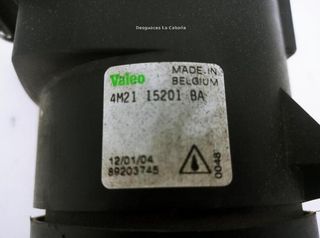 Desguaces La Cabaña
Valeo
MADE IN
BELGIUM
4M21 15201 BA
12/01/04
89203745
0048